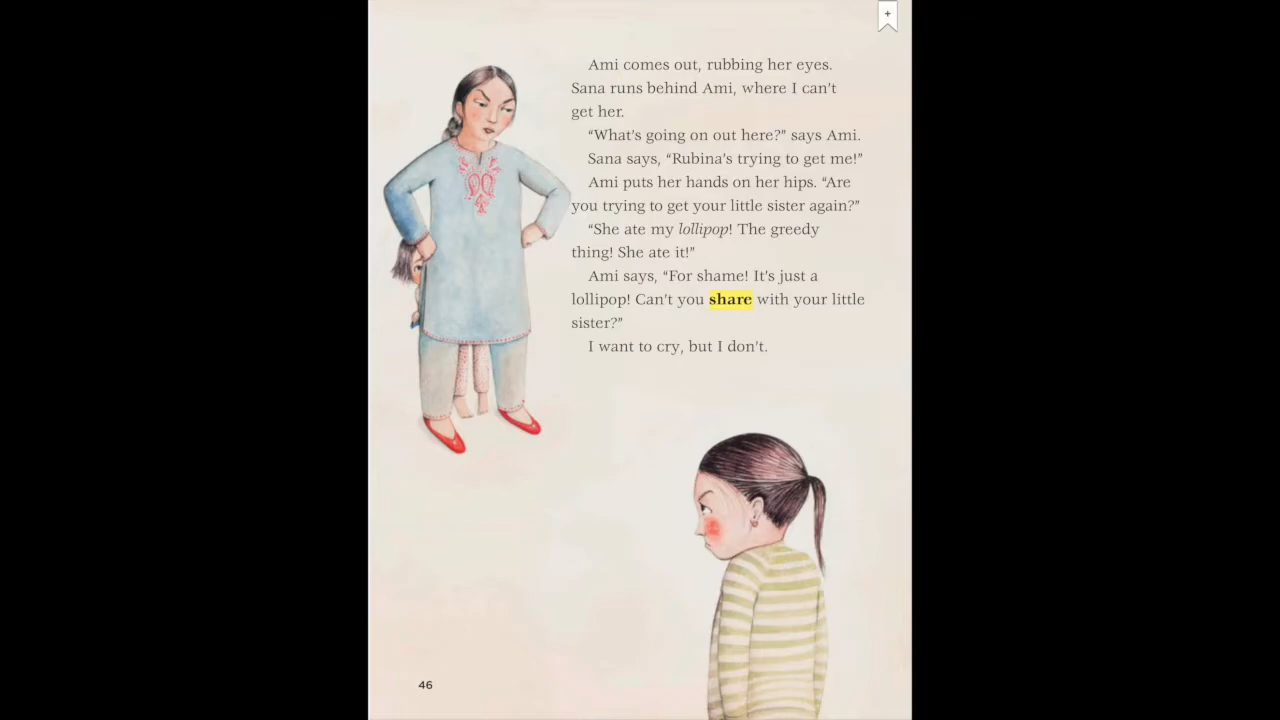 Ami comes out, rubbing her eyes.
Sana runs behind Ami, where I can’t
get her.
“What’s going on out here?” says Ami.
Sana says, “Rubina’s trying to get me!”
Ami puts her hands on her hips. “Are
you trying to get your little sister again?”
“She ate my lollipop! The greedy
thing! She ate it!”
Ami says, “For shame! It’s just a
lollipop! Can’t you share with your little
sister?”
I want to cry, but I don’t.
46